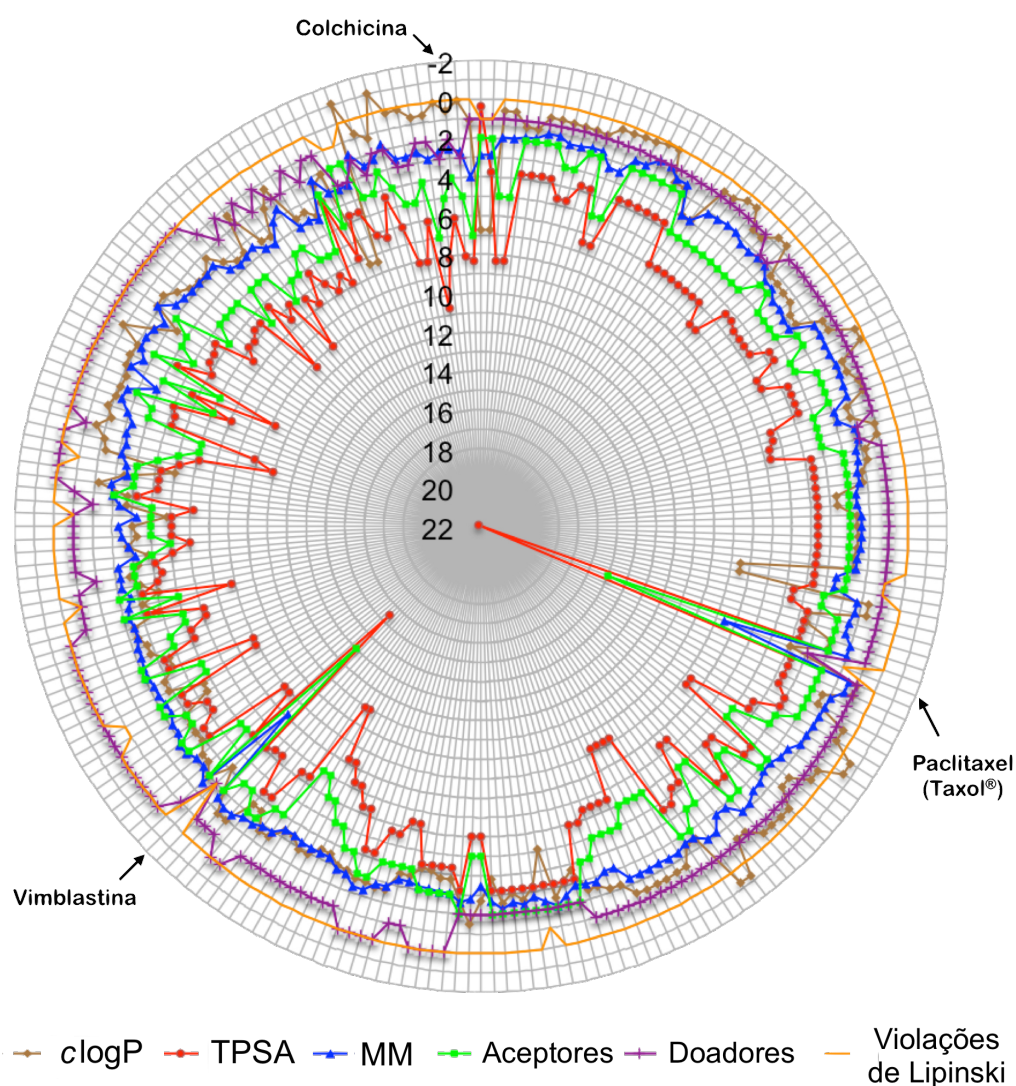 Colchicina
-2
0
2
4
6
8
10
12
14
16
18
20
22
Paclitaxel
(Taxol®)
Vimblastina
clogP TPSA MM Aceptores Doadores Violações
de Lipinski